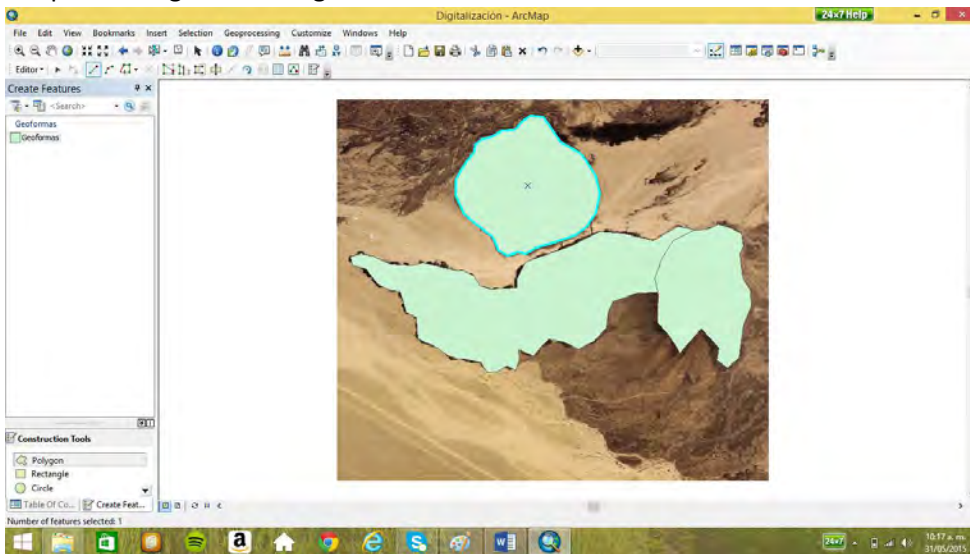 Digitalización - ArcMap
24x7 Help
File Edit View Bookmarks Insert Selection Geoprocessing Customize Windows Help
Editor
Create Features
<Search>
Geoformas
Geoformas
Construction Tools
Polygon
Rectangle
Circle
Table Of Co... Create Feat...
Number of features selected: 1
a
24x7
10:17 a. m.
31/05/2015